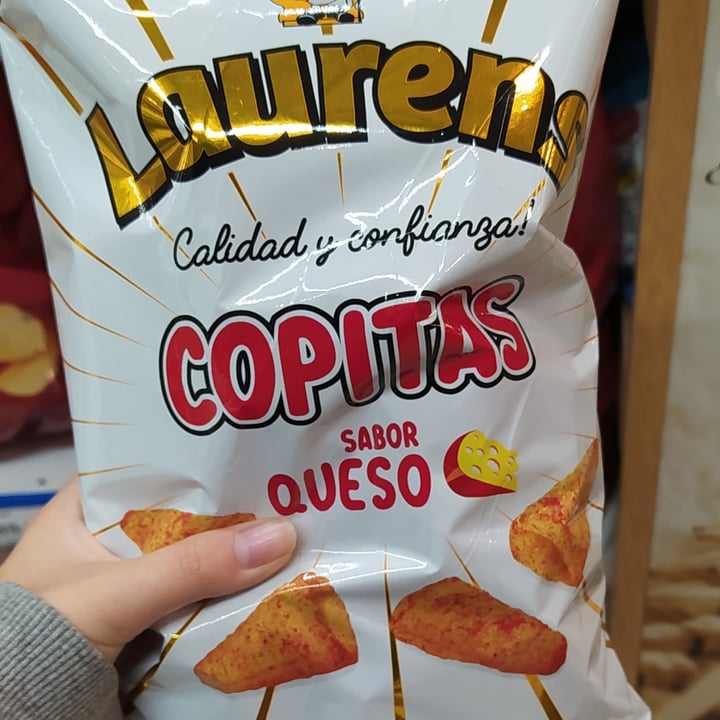 Laurens
Calidad y confianza!
COPITAS
SABOR
QUESO